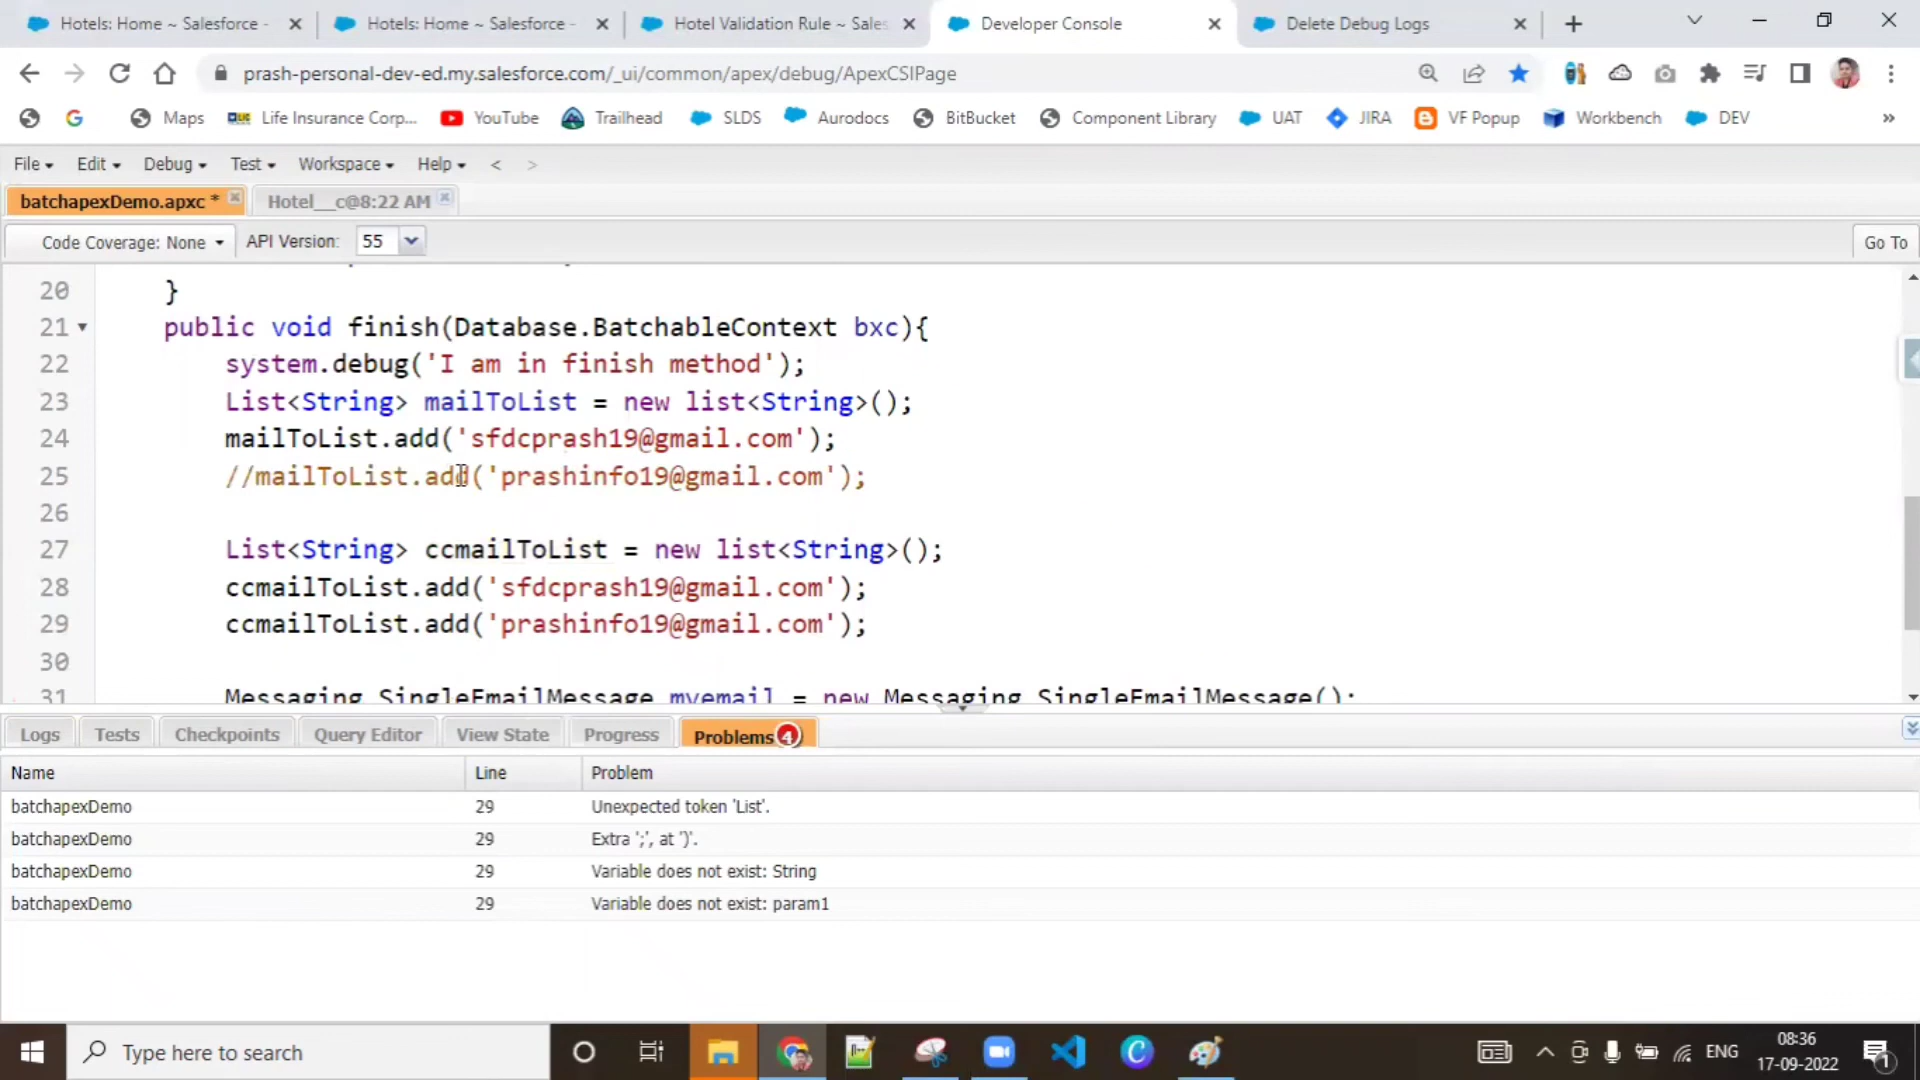 Hotels: Home ~ Salesforce -
Hotels: Home ~ Salesforce -
Hotel Validation Rule ~ Sales
Developer Console
Delete Debug Logs
prash-personal-dev-ed.my.salesforce.com/_ui/common/apex/debug/ApexCSIPage
Maps
Life Insurance Corp...
YouTube
Trailhead
SLDS
Aurodocs
BitBucket
Component Library
UAT
JIRA
VF Popup
Workbench
DEV
»
File
Edit
Debug
Test
Workspace
Help
<
>
batchapexDemo.apxc *
Hotel__c@8:22 AM
Code Coverage: None
API Version:
55
Go To
20 }
21 public void finish(Database.BatchableContext bxc){
22 system.debug('I am in finish method');
23 List<String> mailToList = new list<String>();
24 mailToList.add('sfdcprash19@gmail.com');
25 //mailToList.add('prashinfo19@gmail.com');
26
27 List<String> ccmailToList = new list<String>();
28 ccmailToList.add('sfdcprash19@gmail.com');
29 ccmailToList.add('prashinfo19@gmail.com');
30
31 Messaging.SingleEmailMessage myemail = new Messaging.SingleEmailMessage();
Logs
Tests
Checkpoints
Query Editor
View State
Progress
Problems 4
Name Line Problem
batchapexDemo 29 Unexpected token 'List'.
batchapexDemo 29 Extra ';', at ')'.
batchapexDemo 29 Variable does not exist: String
batchapexDemo 29 Variable does not exist: param1
Type here to search
ENG
08:36
17-09-2022
1